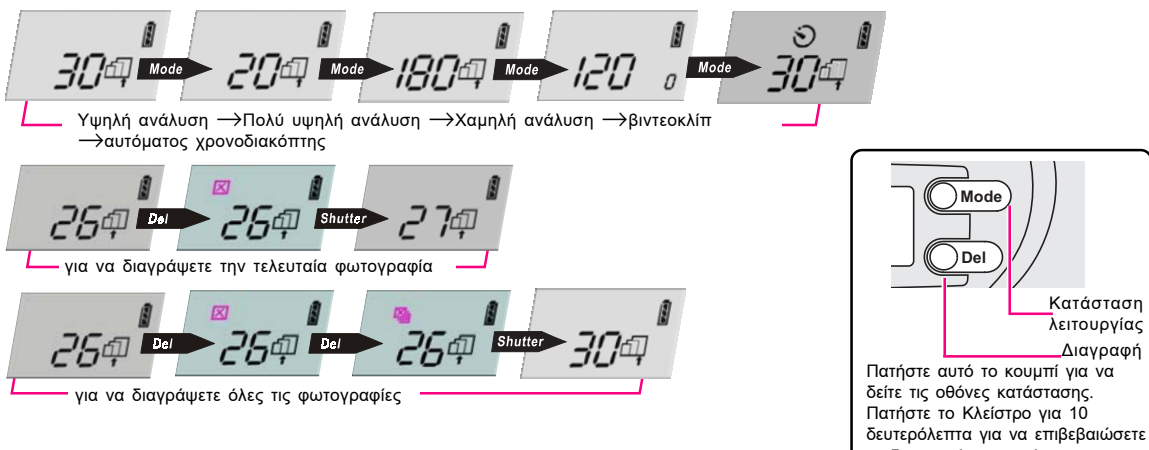 30 Mode 20 Mode 180 Mode 120 0 Mode 30
Υψηλή ανάλυση →Πολύ υψηλή ανάλυση →Χαμηλή ανάλυση →βιντεοκλίπ
→αυτόματος χρονοδιακόπτης
26 Del 26 Shutter 27
για να διαγράψετε την τελευταία φωτογραφία
26 Del 26 Del 26 Shutter 30
για να διαγράψετε όλες τις φωτογραφίες
Mode
Del
Κατάσταση
λειτουργίας
Διαγραφή
Πατήστε αυτό το κουμπί για να
δείτε τις οθόνες κατάστασης.
Πατήστε το Κλείστρο για 10
δευτερόλεπτα για να επιβεβαιώσετε